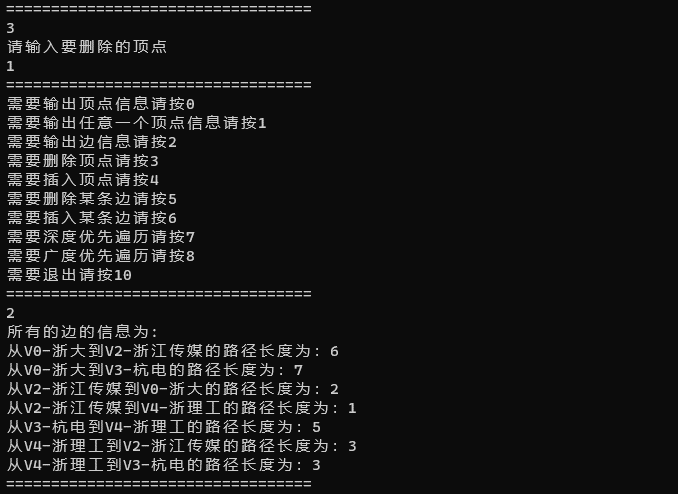 ==================================
3
请输入要删除的顶点
1
==================================
需要输出顶点信息请按0
需要输出任意一个顶点信息请按1
需要输出边信息请按2
需要删除顶点请按3
需要插入顶点请按4
需要删除某条边请按5
需要插入某条边请按6
需要深度优先遍历请按7
需要广度优先遍历请按8
需要退出请按10
==================================
2
所有的边的信息为:
从V0-浙大到V2-浙江传媒的路径长度为: 6
从V0-浙大到V3-杭电的路径长度为: 7
从V2-浙江传媒到V0-浙大的路径长度为: 2
从V2-浙江传媒到V4-浙理工的路径长度为: 1
从V3-杭电到V4-浙理工的路径长度为: 5
从V4-浙理工到V2-浙江传媒的路径长度为: 3
从V4-浙理工到V3-杭电的路径长度为: 3
==================================